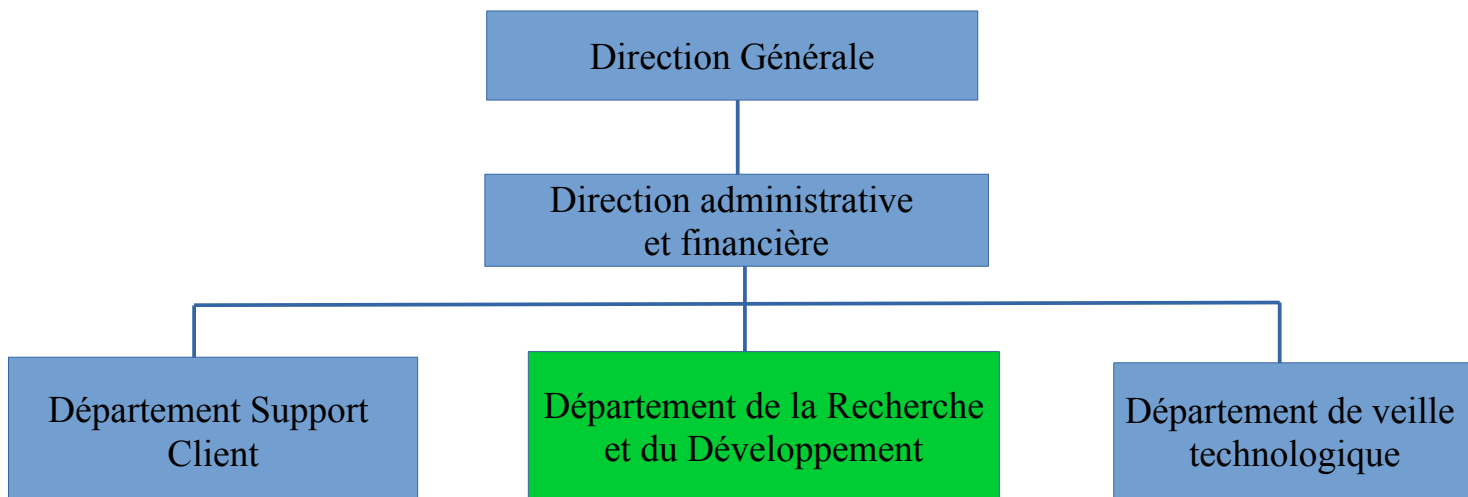 Direction Générale
Direction administrative
et financière
Département Support
Client
Département de la Recherche
et du Développement
Département de veille
technologique